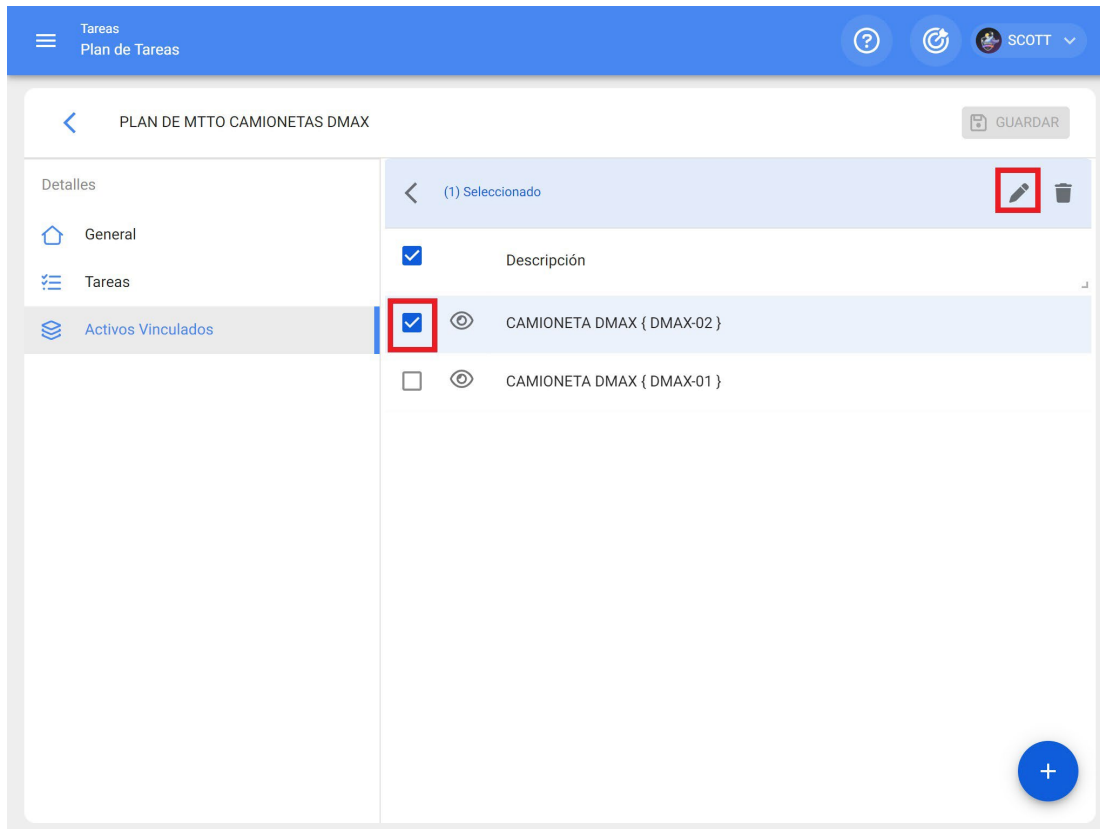 Tareas
Plan de Tareas
SCOTT
PLAN DE MTTO CAMIONETAS DMAX
GUARDAR
Detalles
General
Tareas
Activos Vinculados
(1) Seleccionado
Descripción
CAMIONETA DMAX { DMAX-02 }
CAMIONETA DMAX { DMAX-01 }